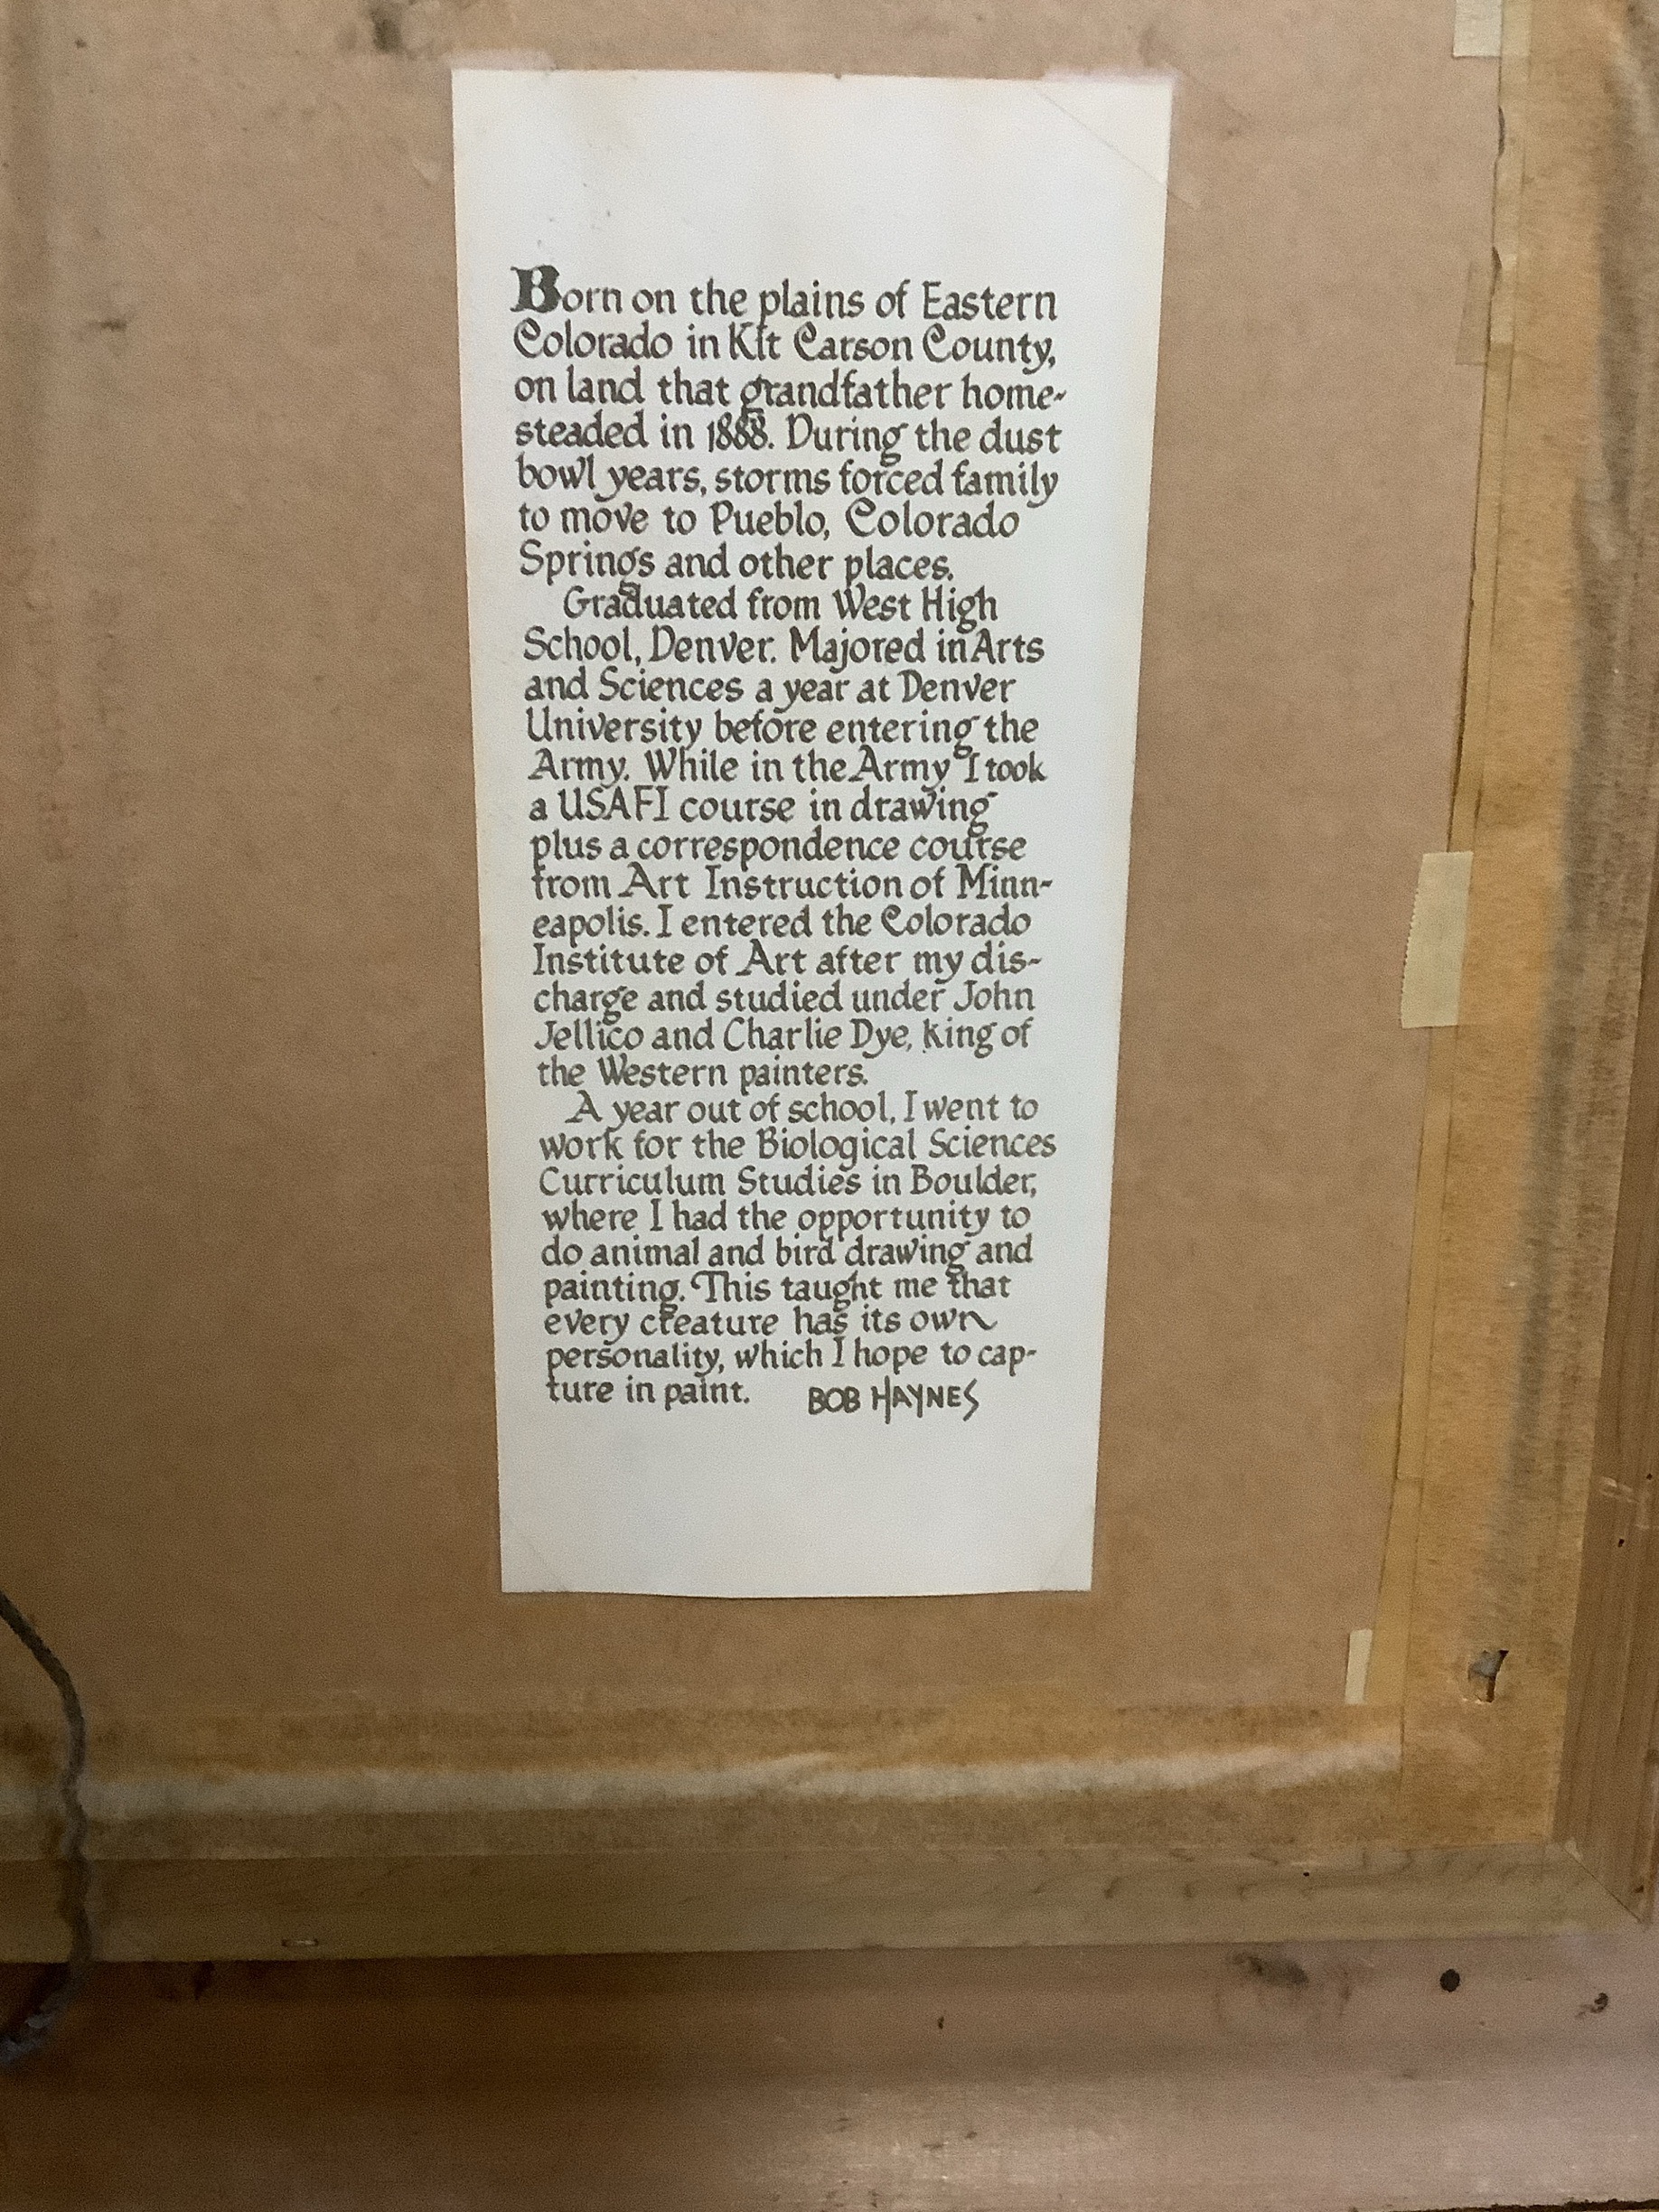 Born on the plains of Eastern
Colorado in Kit Carson County,
on land that grandfather home-
steaded in 1888. During the dust
bowl years, storms forced family
to move to Pueblo, Colorado
Springs and other places.
Graduated from West High
School, Denver. Majored in Arts
and Sciences a year at Denver
University before entering the
Army. While in the Army I took
a USAFI course in drawing
plus a correspondence course
from Art Instruction of Minn-
eapolis. I entered the Colorado
Institute of Art after my dis-
charge and studied under John
Jellico and Charlie Dye, king of
the Western painters.
A year out of school, I went to
work for the Biological Sciences
Curriculum Studies in Boulder,
where I had the opportunity to
do animal and bird drawing and
painting. This taught me that
every creature has its own
personality, which I hope to cap-
ture in paint. BOB HAYNES